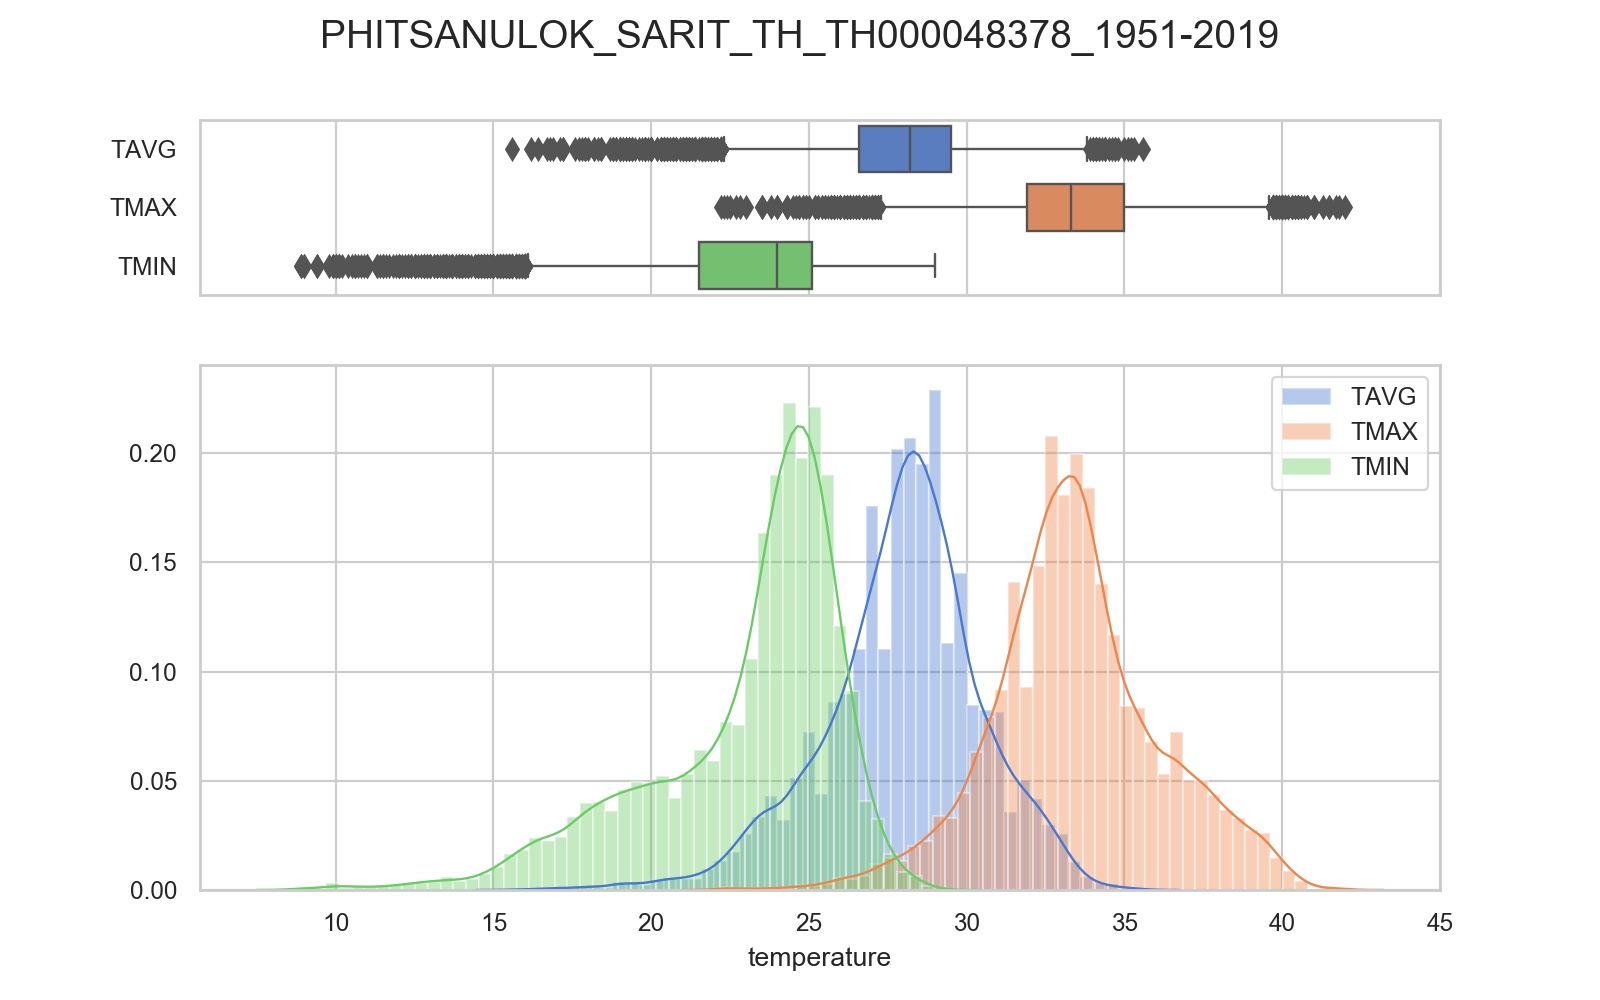 PHITSANULOK_SARIT_TH_TH000048378_1951-2019
TAVG
TMAX
TMIN
TAVG
TMAX
TMIN
0.20
0.15
0.10
0.05
0.00
10 15 20 25 30 35 40 45
temperature